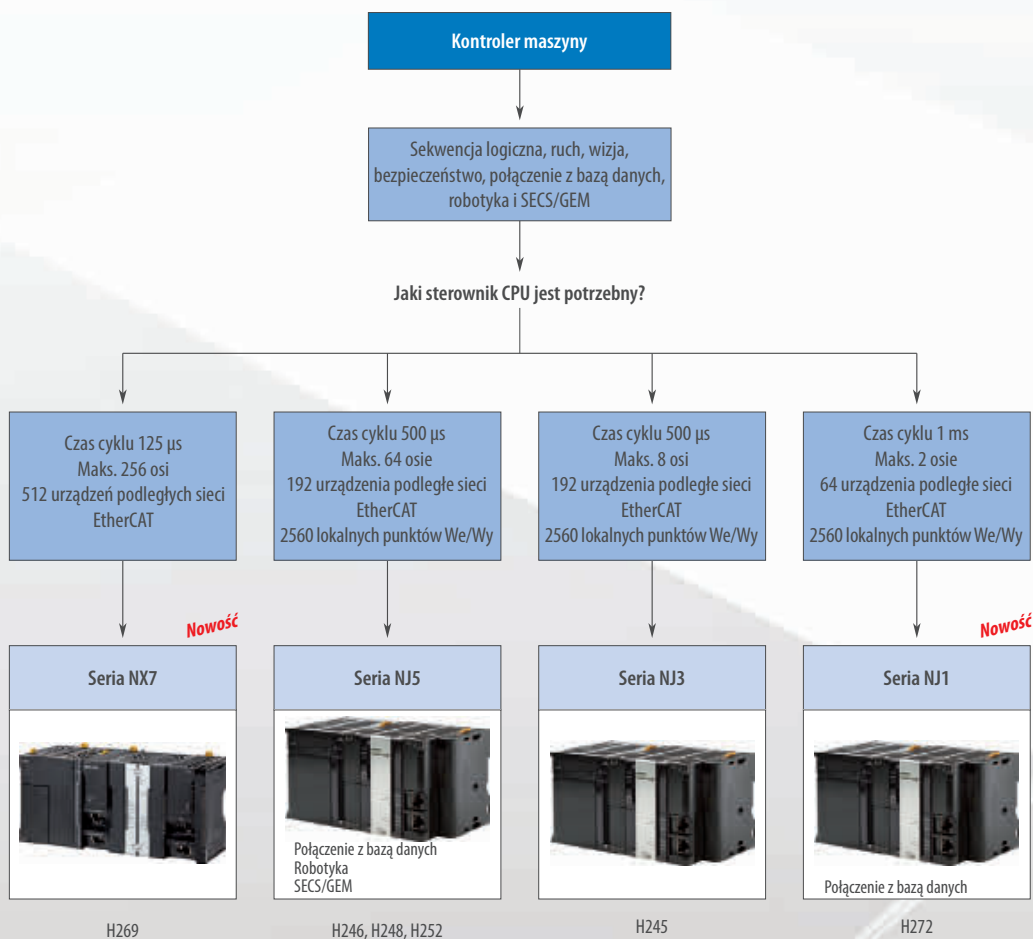 Kontroler maszyny
Sekwencja logiczna, ruch, wizja,
bezpieczeństwo, połączenie z bazą danych,
robotyka i SECS/GEM
Jaki sterownik CPU jest potrzebny?
Czas cyklu 125 µs
Maks. 256 osi
512 urządzeń podległych sieci
EtherCAT
Czas cyklu 500 µs
Maks. 64 osie
192 urządzenia podległe sieci
EtherCAT
2560 lokalnych punktów We/Wy
Czas cyklu 500 µs
Maks. 8 osi
192 urządzenia podległe sieci
EtherCAT
2560 lokalnych punktów We/Wy
Czas cyklu 1 ms
Maks. 2 osie
64 urządzenia podległe sieci
EtherCAT
2560 lokalnych punktów We/Wy
Nowość
Seria NX7
H269
Seria NJ5
Połączenie z bazą danych
Robotyka
SECS/GEM
H246, H248, H252
Seria NJ3
H245
Nowość
Seria NJ1
Połączenie z bazą danych
H272